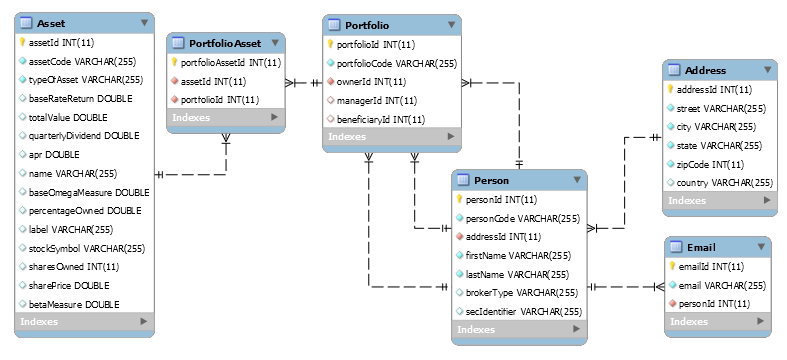 Asset
assetId INT(11)
assetCode VARCHAR(255)
typeOfAsset VARCHAR(255)
baseRateReturn DOUBLE
totalValue DOUBLE
quarterlyDividend DOUBLE
apr DOUBLE
name VARCHAR(255)
baseOmegaMeasure DOUBLE
percentageOwned DOUBLE
label VARCHAR(255)
stockSymbol VARCHAR(255)
sharesOwned INT(11)
sharePrice DOUBLE
betaMeasure DOUBLE
Indexes
PortfolioAsset
portfolioAssetId INT(11)
assetId INT(11)
portfolioId INT(11)
Indexes
Portfolio
portfolioId INT(11)
portfolioCode VARCHAR(255)
ownerId INT(11)
managerId INT(11)
beneficiaryId INT(11)
Indexes
Person
personId INT(11)
personCode VARCHAR(255)
addressId INT(11)
firstName VARCHAR(255)
lastName VARCHAR(255)
brokerType VARCHAR(255)
secIdentifier VARCHAR(255)
Indexes
Address
addressId INT(11)
street VARCHAR(255)
city VARCHAR(255)
state VARCHAR(255)
zipCode INT(11)
country VARCHAR(255)
Indexes
Email
emailId INT(11)
email VARCHAR(255)
personId INT(11)
Indexes